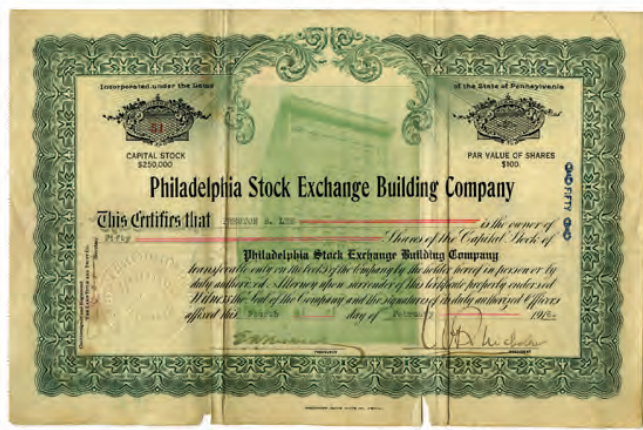 Incorporated under the Laws
of the State of Pennsylvania
51
CAPITAL STOCK
$250,000
PAR VALUE OF SHARES
$100.
Philadelphia Stock Exchange Building Company
FIFTY
This Certifies that is the owner of
Fifty Shares of the Capital Stock of
Philadelphia Stock Exchange Building Company
transferable only on the books of the Company by the holder hereof in person or by
duly authorized Attorney upon surrender of this Certificate properly endorsed
Witness the Seal of the Company and the signatures of its duly authorized Officers
affixed this Fourth day of February 191
PRESIDENT